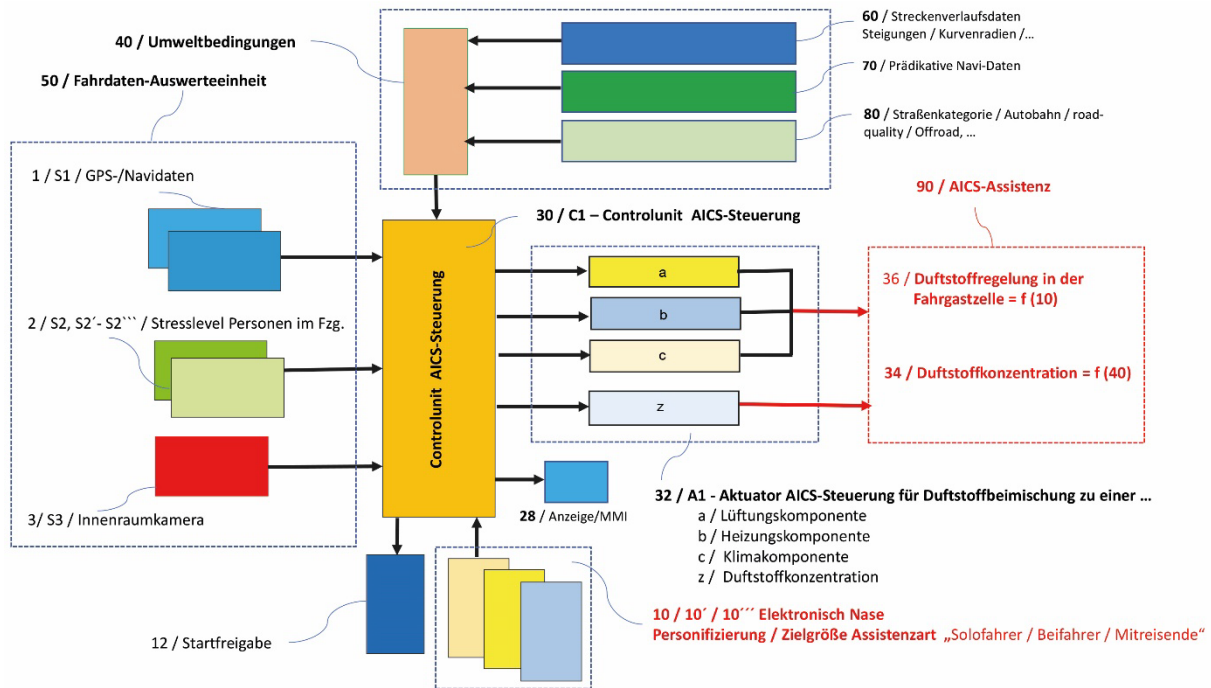 40 / Umweltbedingungen
50 / Fahrdaten-Auswerteeinheit
60 / Streckenverlaufsdaten
Steigungen / Kurvenradien /...
70 / Prädikative Navi-Daten
80 / Straßenkategorie / Autobahn / road-
quality / Offroad, ...
1 / S1 / GPS-/Navidaten
2 / S2, S2´- S2``` / Stresslevel Personen im Fzg.
3/ S3 / Innenraumkamera
Controlunit AICS-Steuerung
30 / C1 – Controlunit AICS-Steuerung
a
b
c
z
90 / AICS-Assistenz
36 / Duftstoffregelung in der
Fahrgastzelle = f (10)
34 / Duftstoffkonzentration = f (40)
28 / Anzeige/MMI
32 / A1 - Aktuator AICS-Steuerung für Duftstoffbeimischung zu einer ...
a / Lüftungskomponente
b / Heizungskomponente
c / Klimakomponente
z / Duftstoffkonzentration
12 / Startfreigabe
10 / 10´ / 10´´´ Elektronisch Nase
Personifizierung / Zielgröße Assistenzart „Solofahrer / Beifahrer / Mitreisende“